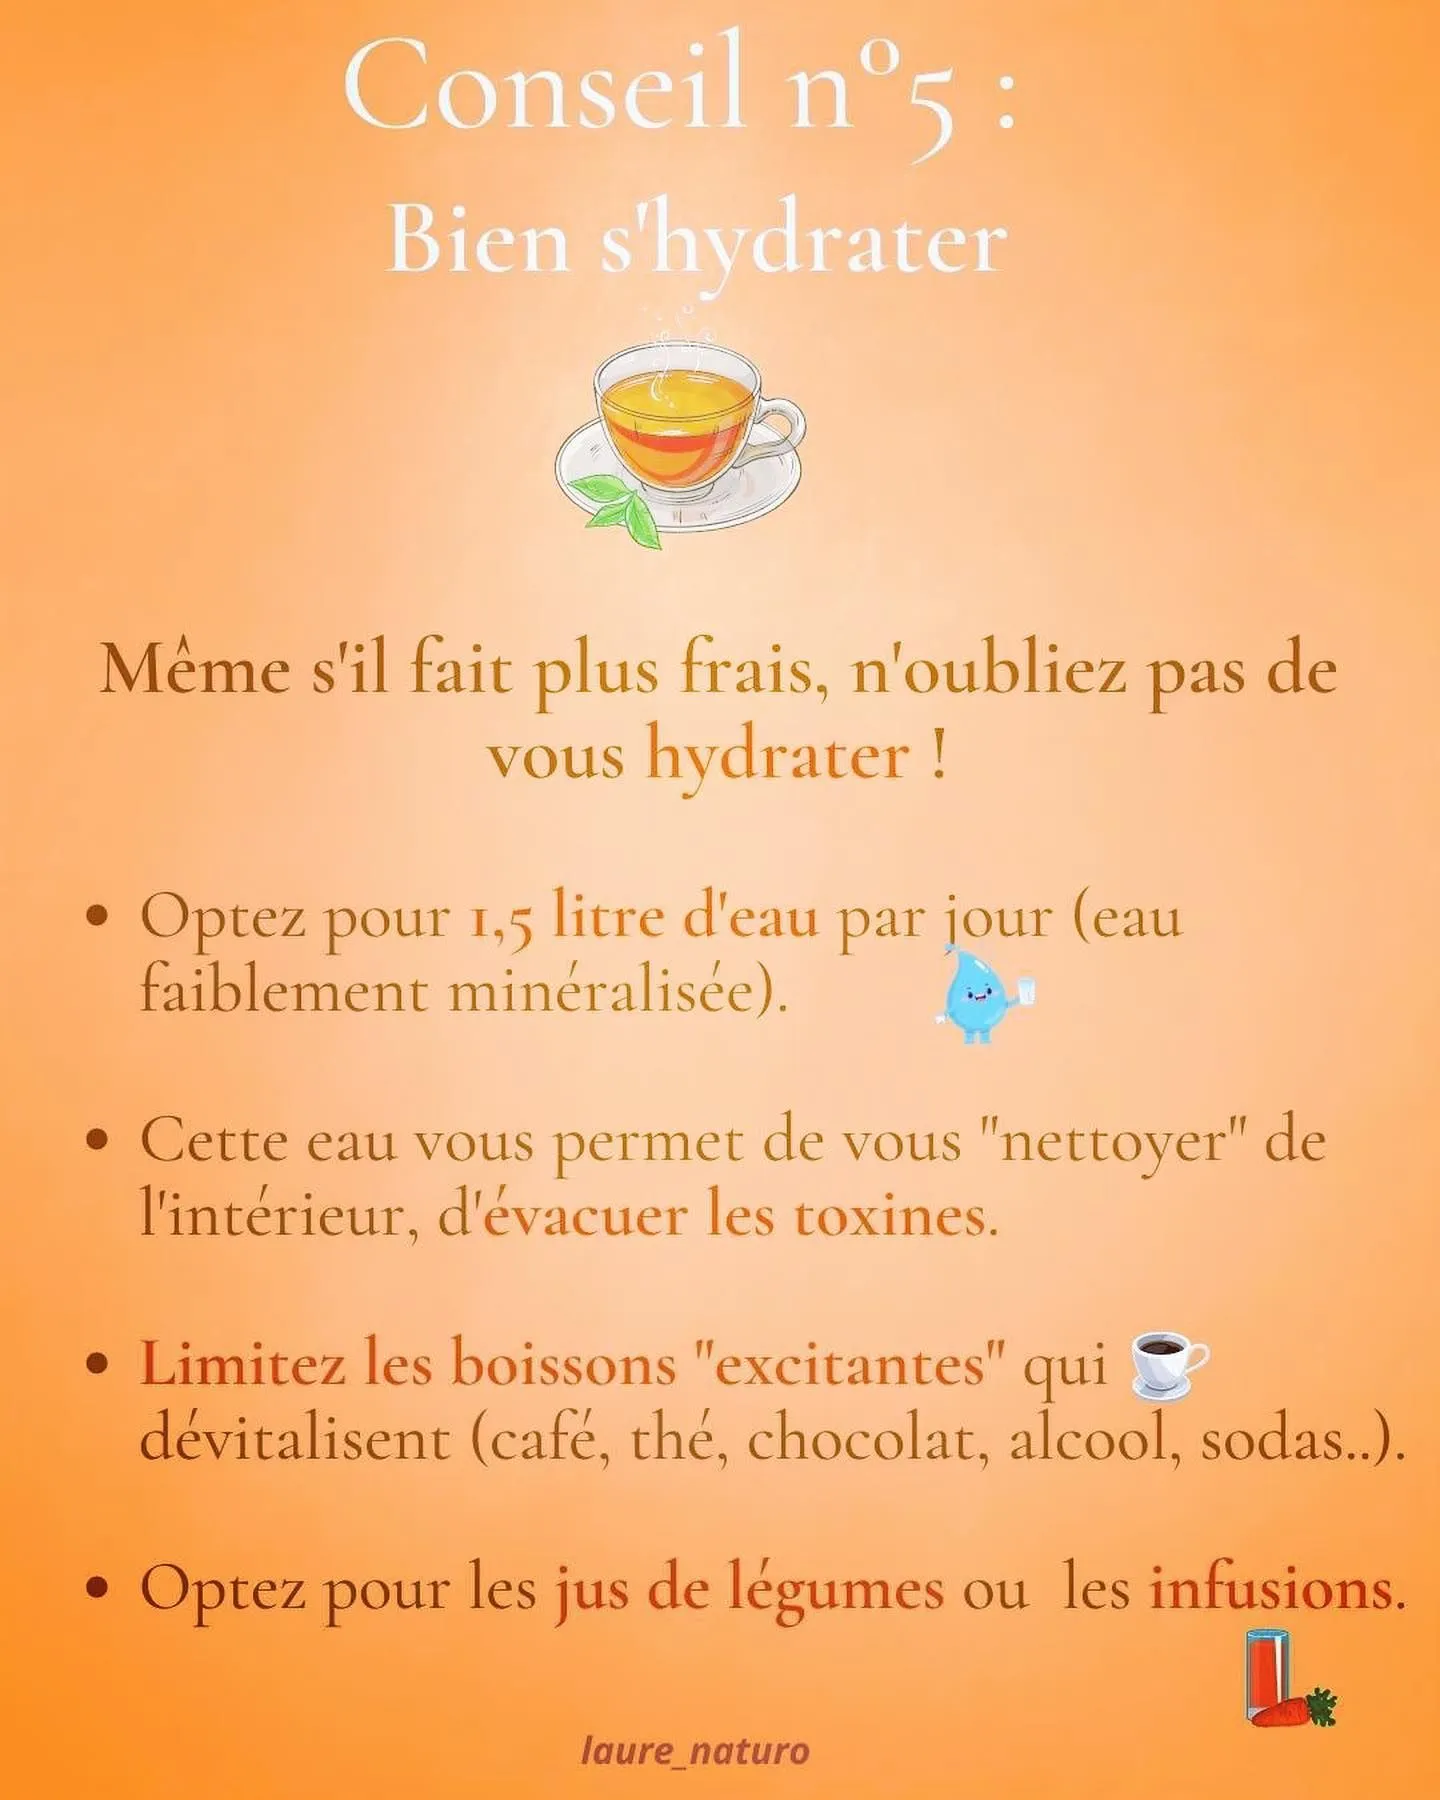 Conseil n°5 :
Bien s'hydrater
Même s'il fait plus frais, n'oubliez pas de
vous hydrater !
• Optez pour 1,5 litre d'eau par jour (eau
faiblement minéralisée).
• Cette eau vous permet de vous "nettoyer" de
l'intérieur, d'évacuer les toxines.
• Limitez les boissons "excitantes" qui
dévitalisent (café, thé, chocolat, alcool, sodas..).
• Optez pour les jus de légumes ou  les infusions.
laure_naturo